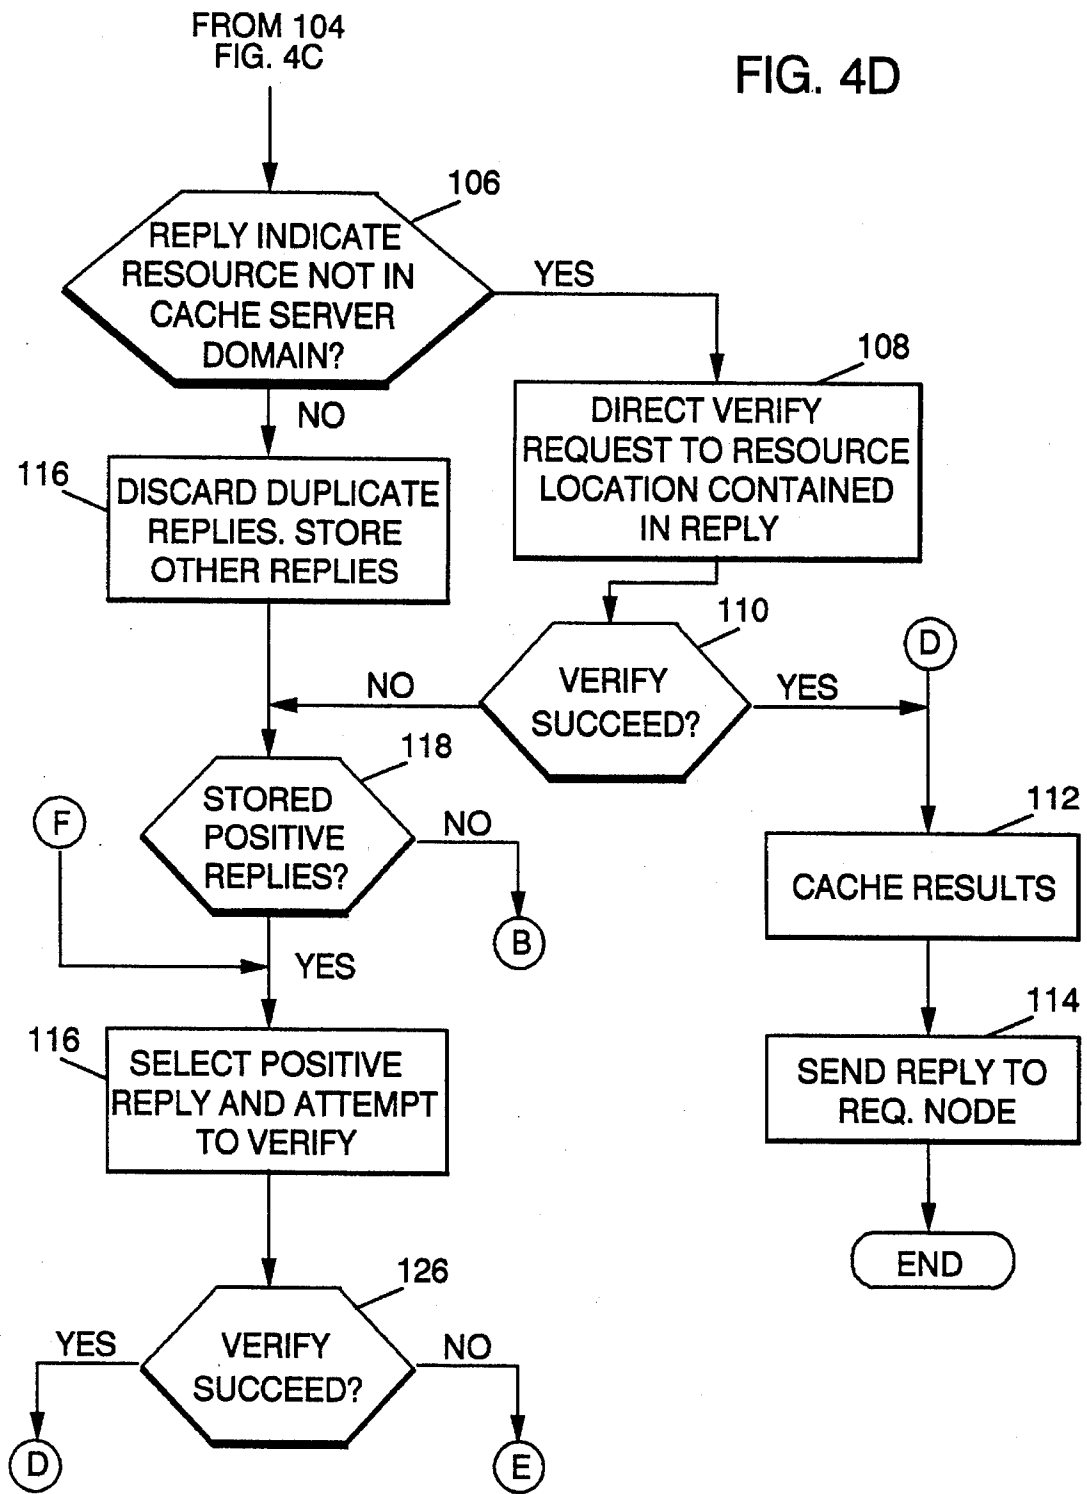 FROM 104
FIG. 4C
FIG. 4D
106
REPLY INDICATE
RESOURCE NOT IN
CACHE SERVER
DOMAIN?
YES
NO
108
DIRECT VERIFY
REQUEST TO RESOURCE
LOCATION CONTAINED
IN REPLY
116
DISCARD DUPLICATE
REPLIES. STORE
OTHER REPLIES
110
VERIFY
SUCCEED?
NO
YES
D
118
STORED
POSITIVE
REPLIES?
NO
B
F
YES
112
CACHE RESULTS
114
SEND REPLY TO
REQ. NODE
END
116
SELECT POSITIVE
REPLY AND ATTEMPT
TO VERIFY
126
VERIFY
SUCCEED?
YES
NO
D
E